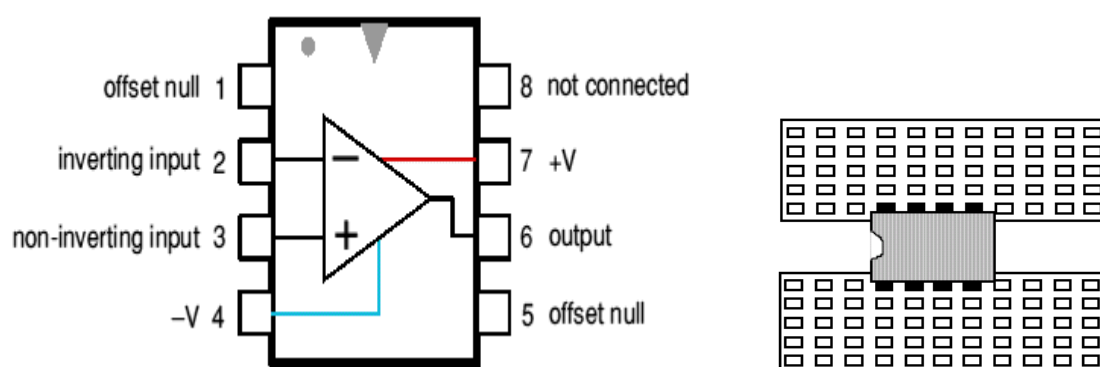 offset null 1
8 not connected
inverting input 2
7 +V
non-inverting input 3
6 output
–V 4
5 offset null
−
+